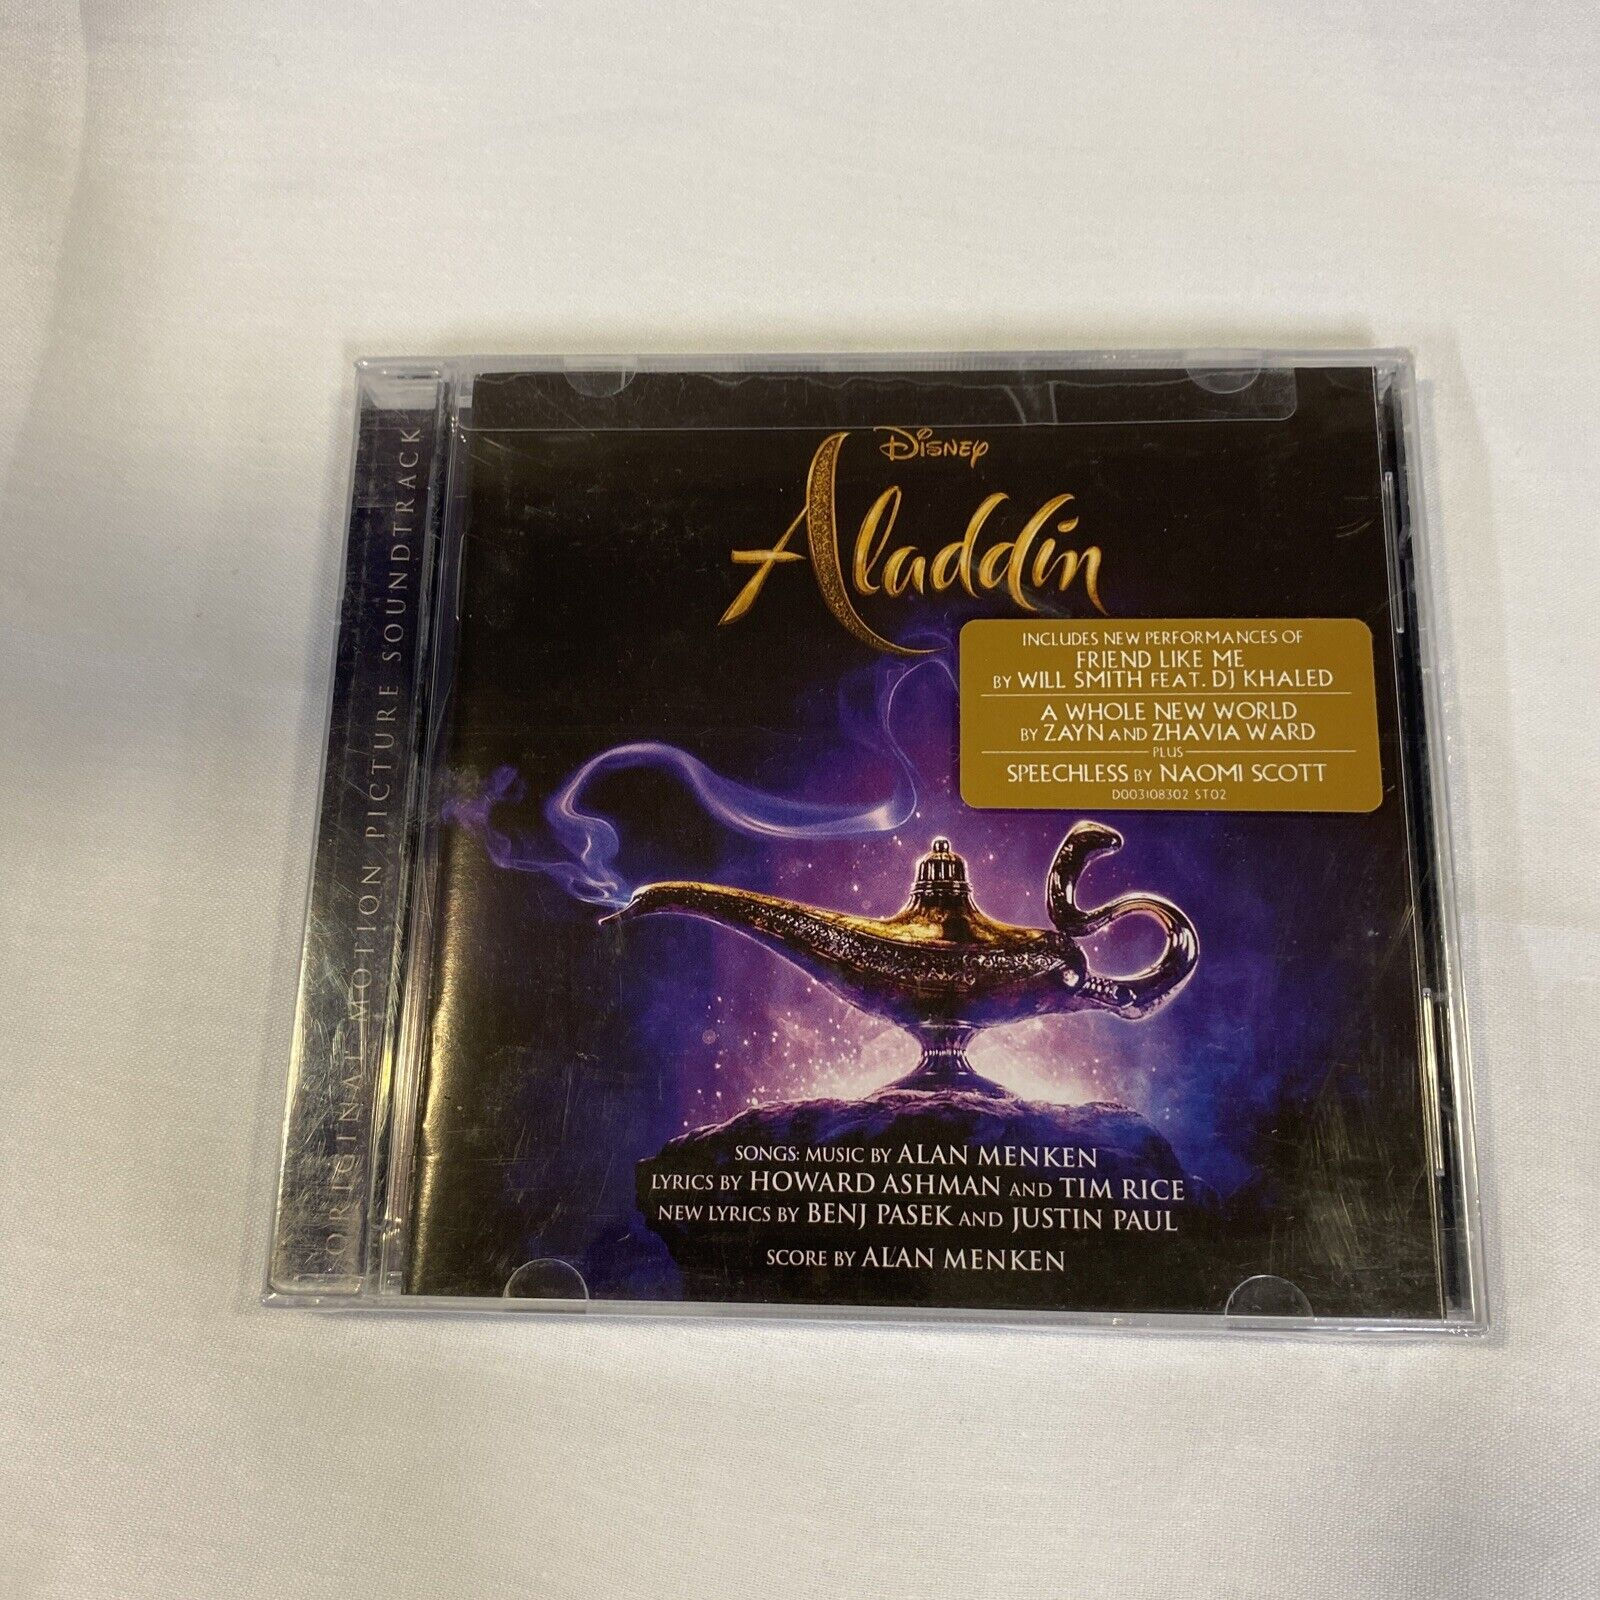 ORIGINAL MOTION PICTURE SOUNDTRACK
Disney
Aladdin
INCLUDES NEW PERFORMANCES OF
FRIEND LIKE ME
BY WILL SMITH FEAT. DJ KHALED
A WHOLE NEW WORLD
BY ZAYN AND ZHAVIA WARD
PLUS
SPEECHLESS BY NAOMI SCOTT
D003108302 ST02
SONGS: MUSIC BY ALAN MENKEN
LYRICS BY HOWARD ASHMAN AND TIM RICE
NEW LYRICS BY BENJ PASEK AND JUSTIN PAUL
SCORE BY ALAN MENKEN